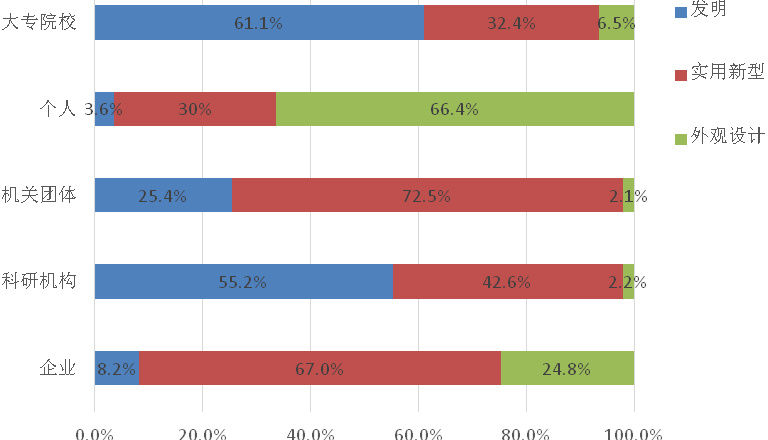 大专院校 61.1% 32.4% 6.5%
发明
实用新型
个人 3.6% 30% 66.4%
外观设计
机关团体 25.4% 72.5% 2.1%
科研机构 55.2% 42.6% 2.2%
企业 8.2% 67.0% 24.8%
0.0% 20.0% 40.0% 60.0% 80.0% 100.0%